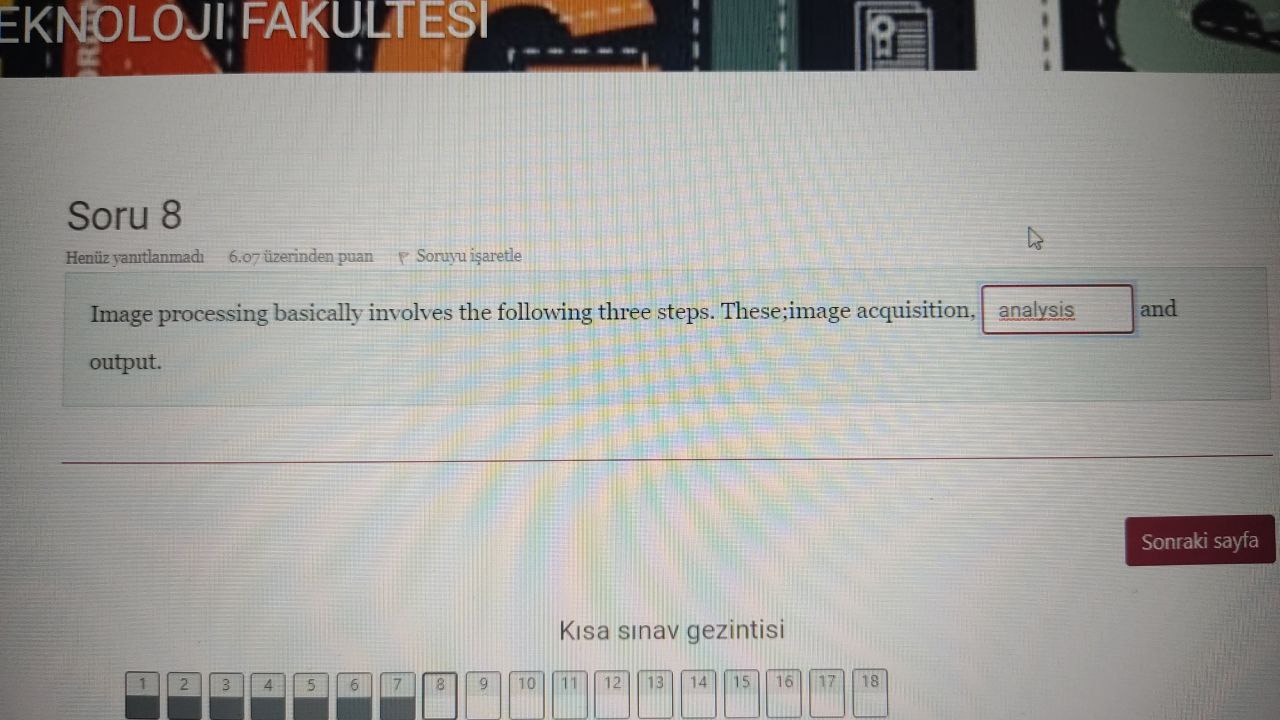 EKNOLOJİ FAKÜLTESİ
Soru 8
Henüz yanıtlanmadı 6.07 üzerinden puan Soruyu işaretle
Image processing basically involves the following three steps. These;image acquisition, analysis and
output.
Sonraki sayfa
Kısa sınav gezintisi
1 2 3 4 5 6 7 8 9 10 11 12 13 14 15 16 17 18